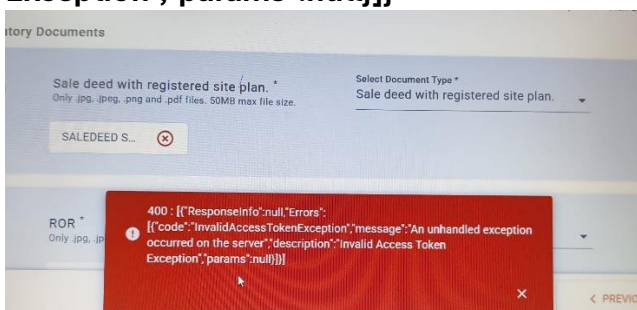 Exception","params":null}]}
Mandatory Documents
Sale deed with registered site plan. *
Only .jpg, .jpeg, .png and .pdf files. 50MB max file size.
SALEDEED S...
Select Document Type *
Sale deed with registered site plan.
ROR *
Only .jpg, .jp
400 : [{"ResponseInfo":null,"Errors":
[{"code":"InvalidAccessTokenException","message":"An unhandled exception
occurred on the server","description":"Invalid Access Token
Exception","params":null}]}]
< PREVIO